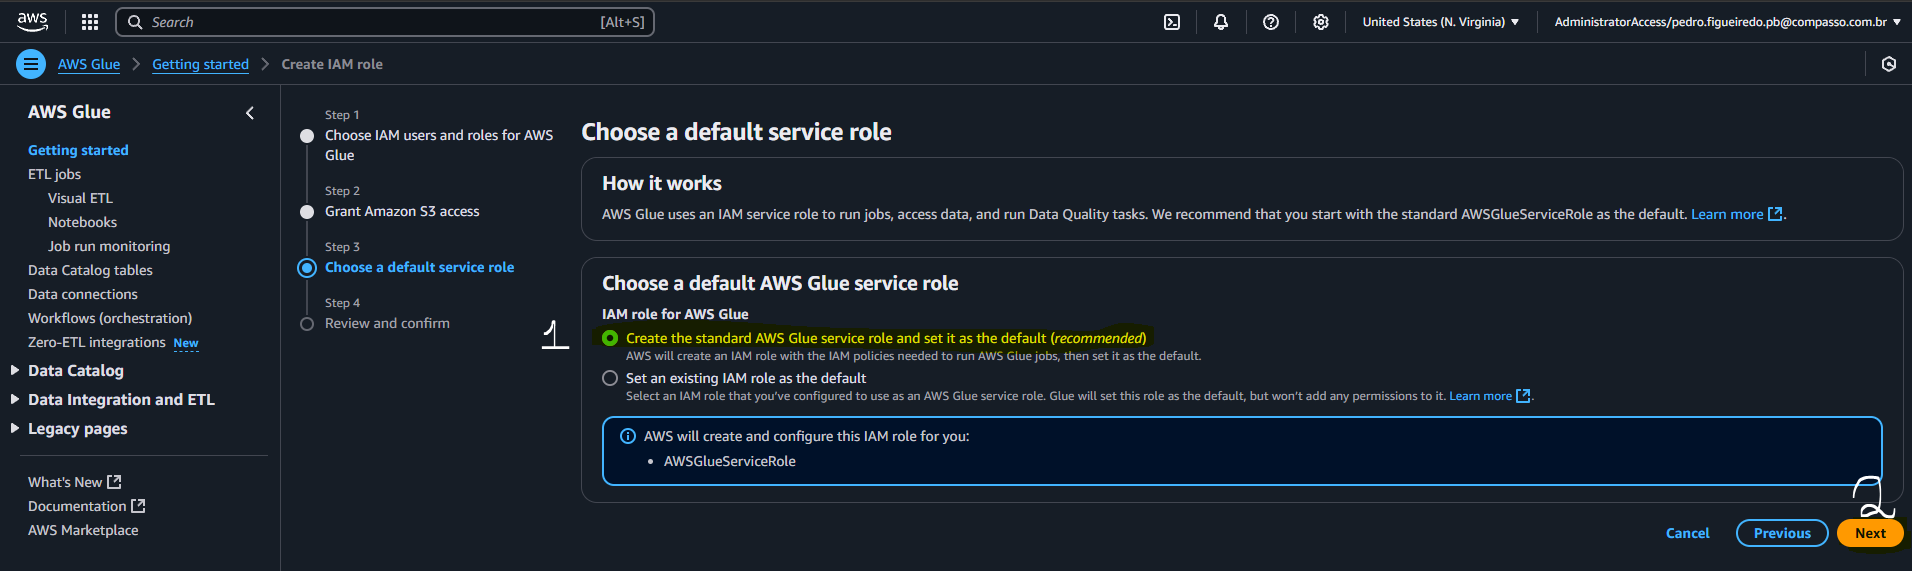 aws
Search
[Alt+S]
United States (N. Virginia)
AdministratorAccess/pedro.figueiredo.pb@compasso.com.br
AWS Glue
Getting started
Create IAM role
AWS Glue
Getting started
ETL jobs
Visual ETL
Notebooks
Job run monitoring
Data Catalog tables
Data connections
Workflows (orchestration)
Zero-ETL integrations New
Data Catalog
Data Integration and ETL
Legacy pages
What's New
Documentation
AWS Marketplace
Step 1
Choose IAM users and roles for AWS
Glue
Step 2
Grant Amazon S3 access
Step 3
Choose a default service role
Step 4
Review and confirm
Choose a default service role
How it works
AWS Glue uses an IAM service role to run jobs, access data, and run Data Quality tasks. We recommend that you start with the standard AWSGlueServiceRole as the default. Learn more.
Choose a default AWS Glue service role
IAM role for AWS Glue
1
Create the standard AWS Glue service role and set it as the default (recommended)
AWS will create an IAM role with the IAM policies needed to run AWS Glue jobs, then set it as the default.
Set an existing IAM role as the default
Select an IAM role that you've configured to use as an AWS Glue service role. Glue will set this role as the default, but won't add any permissions to it. Learn more.
AWS will create and configure this IAM role for you:
• AWSGlueServiceRole
2
Cancel
Previous
Next